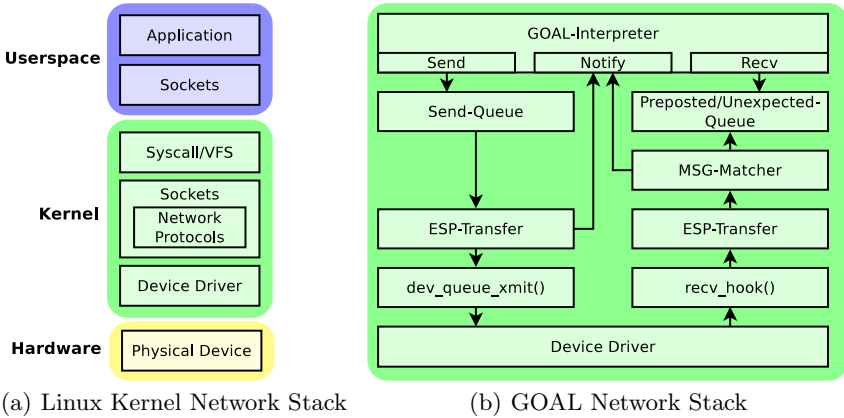 Userspace
Application
Sockets
Kernel
Syscall/VFS
Sockets
Network
Protocols
Device Driver
Hardware
Physical Device
(a) Linux Kernel Network Stack
GOAL-Interpreter
Send
Notify
Recv
Send-Queue
Preposted/Unexpected-
Queue
MSG-Matcher
ESP-Transfer
ESP-Transfer
dev_queue_xmit()
recv_hook()
Device Driver
(b) GOAL Network Stack